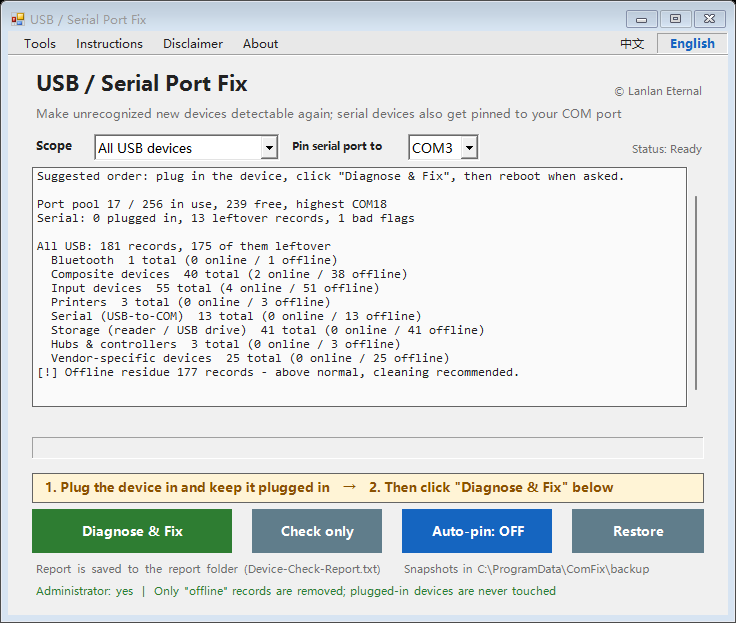 USB / Serial Port Fix
Tools Instructions Disclaimer About 中文 English
USB / Serial Port Fix
© Lanlan Eternal
Make unrecognized new devices detectable again; serial devices also get pinned to your COM port
Scope All USB devices Pin serial port to COM3 Status: Ready
Suggested order: plug in the device, click "Diagnose & Fix", then reboot when asked.
Port pool 17 / 256 in use, 239 free, highest COM18
Serial: 0 plugged in, 13 leftover records, 1 bad flags
All USB: 181 records, 175 of them leftover
Bluetooth 1 total (0 online / 1 offline)
Composite devices 40 total (2 online / 38 offline)
Input devices 55 total (4 online / 51 offline)
Printers 3 total (0 online / 3 offline)
Serial (USB-to-COM) 13 total (0 online / 13 offline)
Storage (reader / USB drive) 41 total (0 online / 41 offline)
Hubs & controllers 3 total (0 online / 3 offline)
Vendor-specific devices 25 total (0 online / 25 offline)
[!] Offline residue 177 records - above normal, cleaning recommended.
1. Plug the device in and keep it plugged in → 2. Then click "Diagnose & Fix" below
Diagnose & Fix Check only Auto-pin: OFF Restore
Report is saved to the report folder (Device-Check-Report.txt) Snapshots in C:\ProgramData\ComFix\backup
Administrator: yes | Only "offline" records are removed; plugged-in devices are never touched